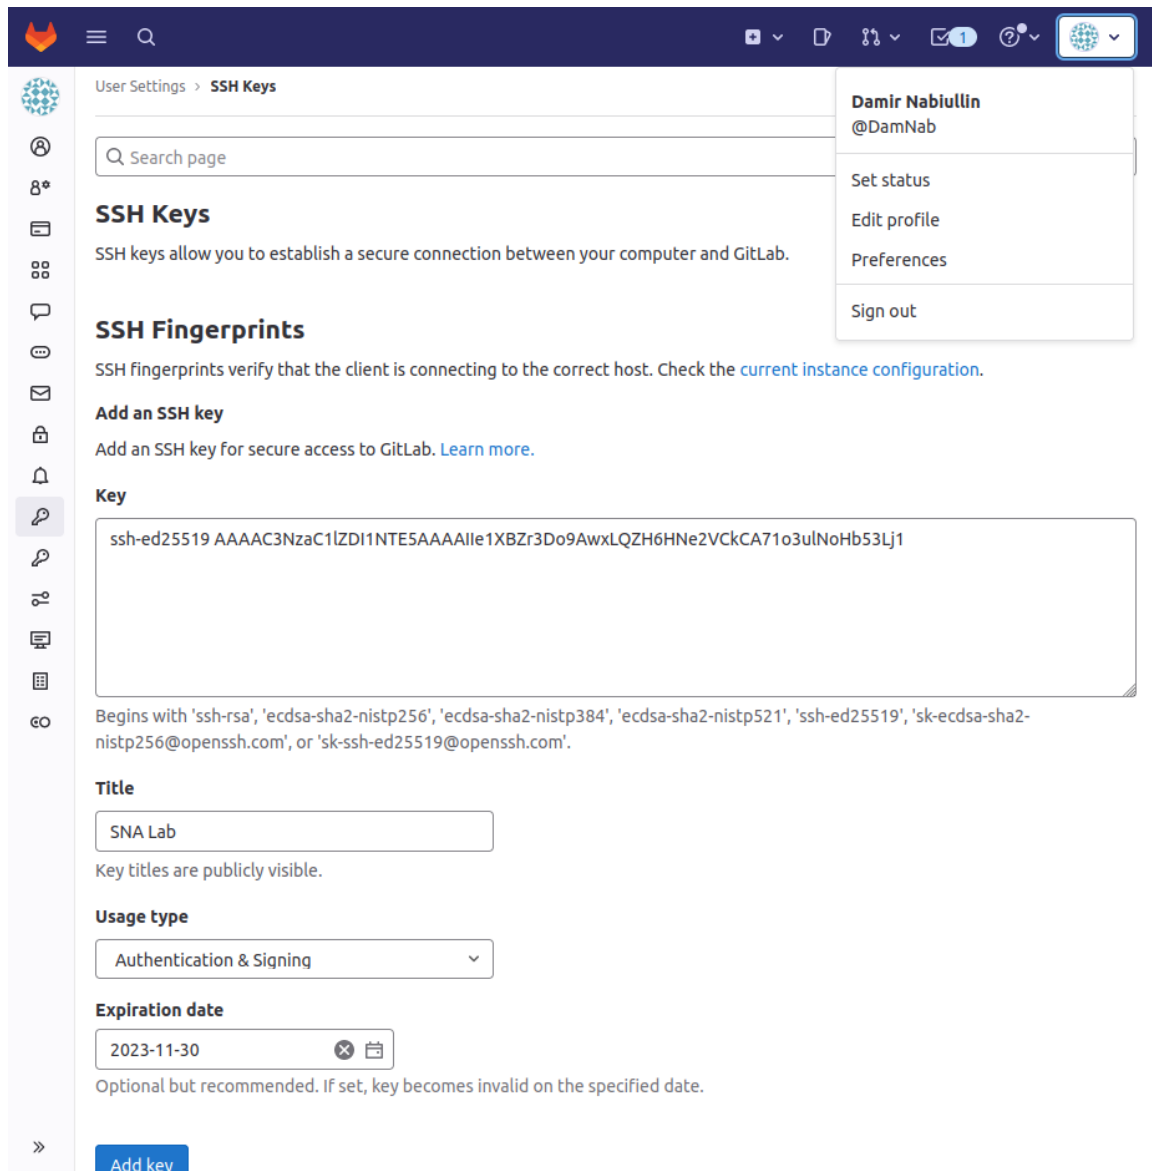 1
User Settings > SSH Keys
Damir Nabiullin
@DamNab
Set status
Edit profile
Preferences
Sign out
Search page
SSH Keys
SSH keys allow you to establish a secure connection between your computer and GitLab.
SSH Fingerprints
SSH fingerprints verify that the client is connecting to the correct host. Check the current instance configuration.
Add an SSH key
Add an SSH key for secure access to GitLab. Learn more.
Key
ssh-ed25519 AAAAC3NzaC1lZDI1NTE5AAAAIIe1XBZr3Do9AwxLQZH6HNe2VCkCA71o3ulNoHb53Lj1
Begins with 'ssh-rsa', 'ecdsa-sha2-nistp256', 'ecdsa-sha2-nistp384', 'ecdsa-sha2-nistp521', 'ssh-ed25519', 'sk-ecdsa-sha2-
nistp256@openssh.com', or 'sk-ssh-ed25519@openssh.com'.
Title
SNA Lab
Key titles are publicly visible.
Usage type
Authentication & Signing
Expiration date
2023-11-30
Optional but recommended. If set, key becomes invalid on the specified date.
Add key